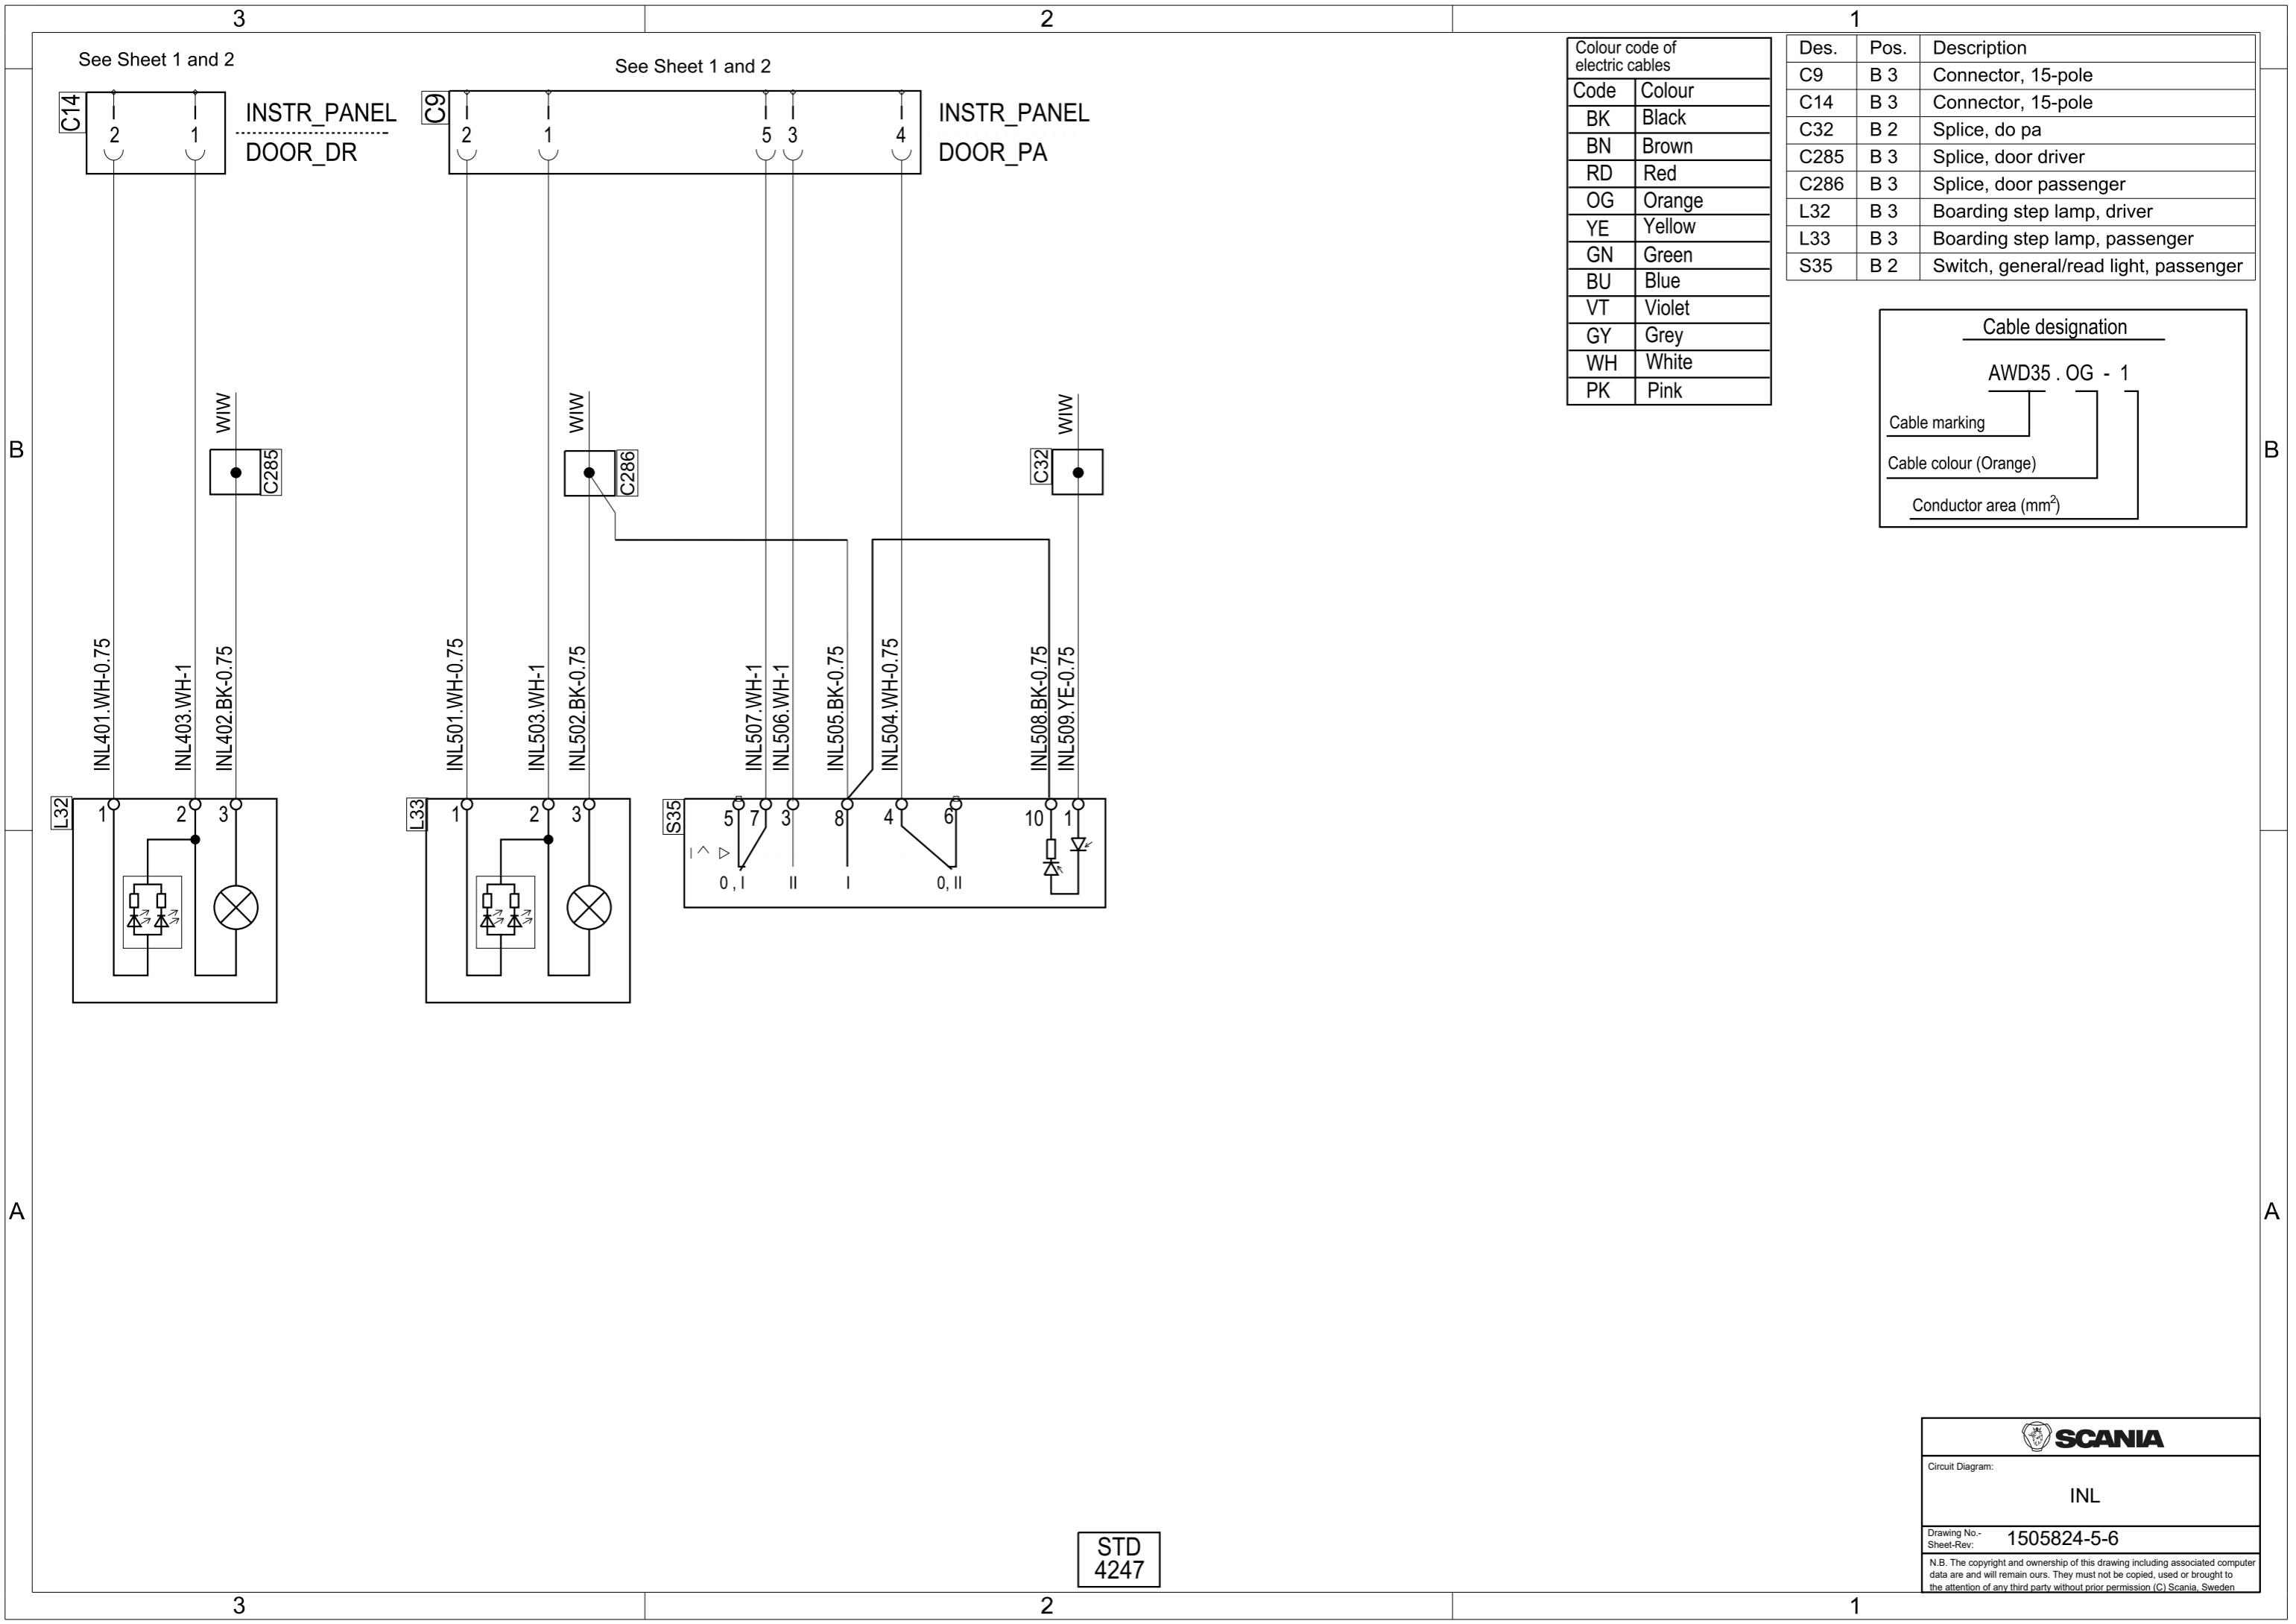 3
2
1
See Sheet 1 and 2
See Sheet 1 and 2
C14
2
1
INSTR_PANEL
DOOR_DR
C9
2
1
5
3
4
INSTR_PANEL
DOOR_PA
Colour code of
electric cables
Code Colour
BK Black
BN Brown
RD Red
OG Orange
YE Yellow
GN Green
BU Blue
VT Violet
GY Grey
WH White
PK Pink
Des. Pos. Description
C9 B 3 Connector, 15-pole
C14 B 3 Connector, 15-pole
C32 B 2 Splice, do pa
C285 B 3 Splice, door driver
C286 B 3 Splice, door passenger
L32 B 3 Boarding step lamp, driver
L33 B 3 Boarding step lamp, passenger
S35 B 2 Switch, general/read light, passenger
Cable designation
AWD35 . OG - 1
Cable marking
Cable colour (Orange)
Conductor area (mm2)
B
B
WIW
C285
WIW
C286
WIW
C32
INL401.WH-0.75
INL403.WH-1
INL402.BK-0.75
INL501.WH-0.75
INL503.WH-1
INL502.BK-0.75
INL507.WH-1
INL506.WH-1
INL505.BK-0.75
INL504.WH-0.75
INL508.BK-0.75
INL509.YE-0.75
L32
1
2
3
L33
1
2
3
S35
5
7
3
8
4
6
10
1
0 , I
II
I
0, II
A
A
SCANIA
Circuit Diagram:
INL
Drawing No.-
Sheet-Rev: 1505824-5-6
N.B. The copyright and ownership of this drawing including associated computer
data are and will remain ours. They must not be copied, used or brought to
the attention of any third party without prior permission (C) Scania, Sweden
STD
4247
3
2
1